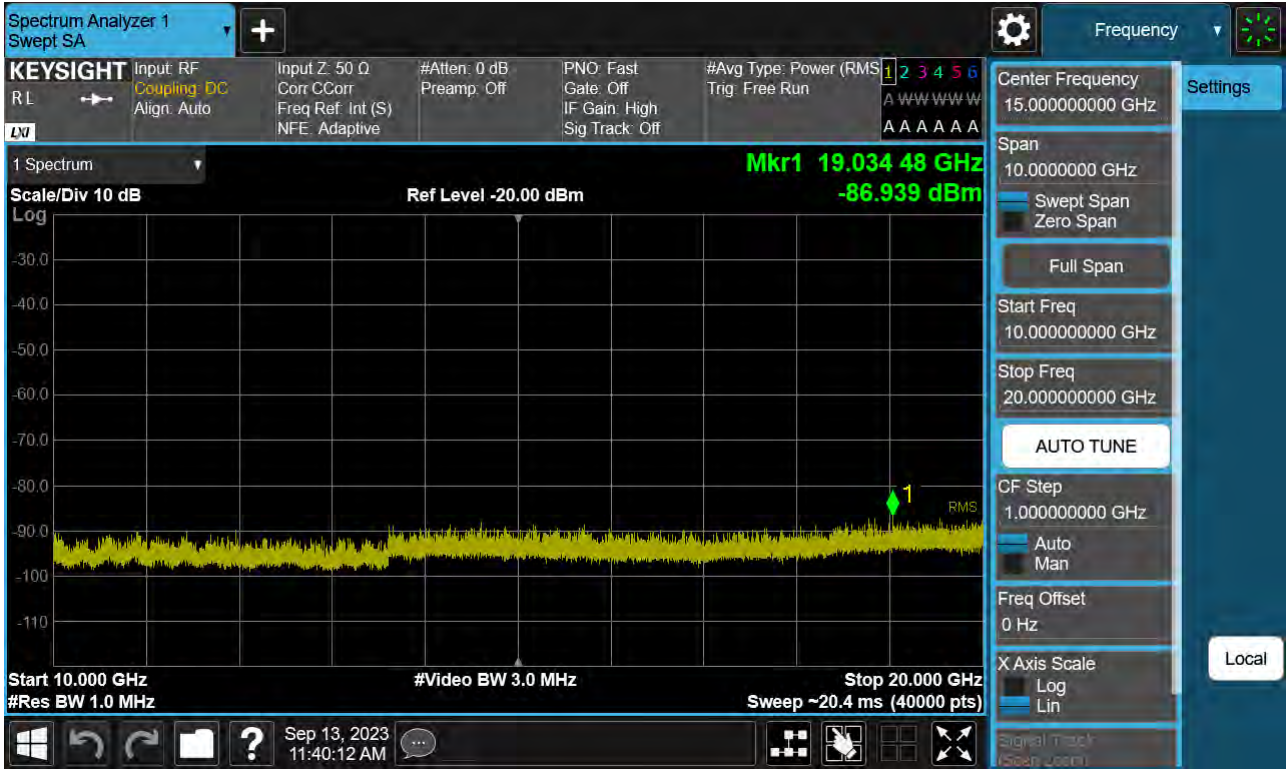 Spectrum Analyzer 1
Swept SA
+
Frequency
KEYSIGHT
R L
LXI
Input: RF
Coupling: DC
Align: Auto
Input Z: 50 Ω
Corr CCorr
Freq Ref: Int (S)
NFE: Adaptive
#Atten: 0 dB
Preamp: Off
PNO: Fast
Gate: Off
IF Gain: High
Sig Track: Off
#Avg Type: Power (RMS
Trig: Free Run
1 2 3 4 5 6
A W W W W W
A A A A A A
1 Spectrum
Mkr1 19.034 48 GHz
Scale/Div 10 dB
Ref Level -20.00 dBm
-86.939 dBm
Log
-30.0
-40.0
-50.0
-60.0
-70.0
-80.0
1
RMS
-90.0
-100
-110
Start 10.000 GHz
#Video BW 3.0 MHz
Stop 20.000 GHz
#Res BW 1.0 MHz
Sweep ~20.4 ms (40000 pts)
Center Frequency
15.000000000 GHz
Settings
Span
10.0000000 GHz
Swept Span
Zero Span
Full Span
Start Freq
10.000000000 GHz
Stop Freq
20.000000000 GHz
AUTO TUNE
CF Step
1.000000000 GHz
Auto
Man
Freq Offset
0 Hz
X Axis Scale
Log
Lin
Local
Signal Track
(Span Zoom)
?
Sep 13, 2023
11:40:12 AM